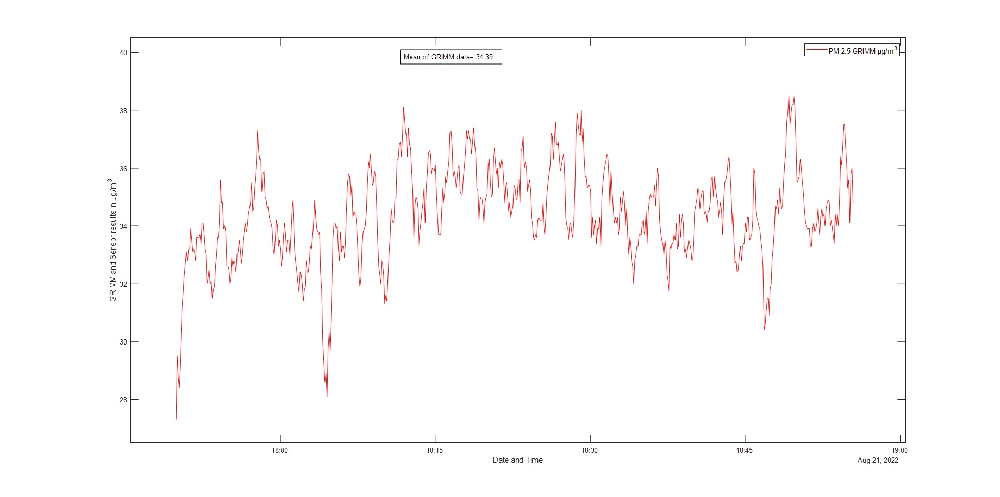 Mean of GRIMM data= 34.39
PM 2.5 GRIMM µg/m³
GRIMM and Sensor results in µg/m³
40
38
36
34
32
30
28
18:00
18:15
18:30
18:45
19:00
Date and Time
Aug 21, 2022